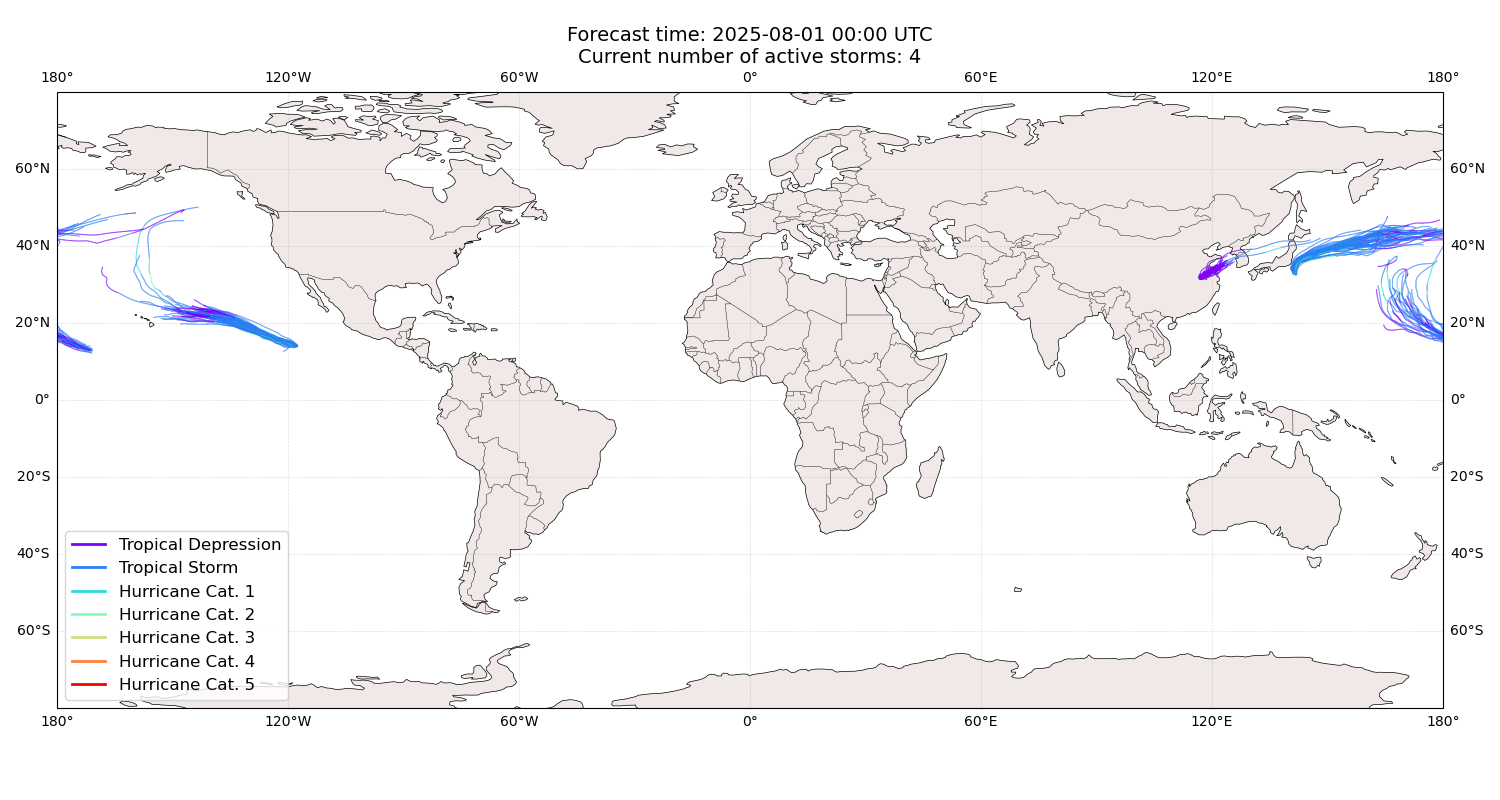 Forecast time: 2025-08-01 00:00 UTC
Current number of active storms: 4
180° 120°W 60°W 0° 60°E 120°E 180°
60°N 60°N
40°N 40°N
20°N 20°N
0° 0°
20°S 20°S
40°S 40°S
60°S 60°S
Tropical Depression
Tropical Storm
Hurricane Cat. 1
Hurricane Cat. 2
Hurricane Cat. 3
Hurricane Cat. 4
Hurricane Cat. 5
180° 120°W 60°W 0° 60°E 120°E 180°